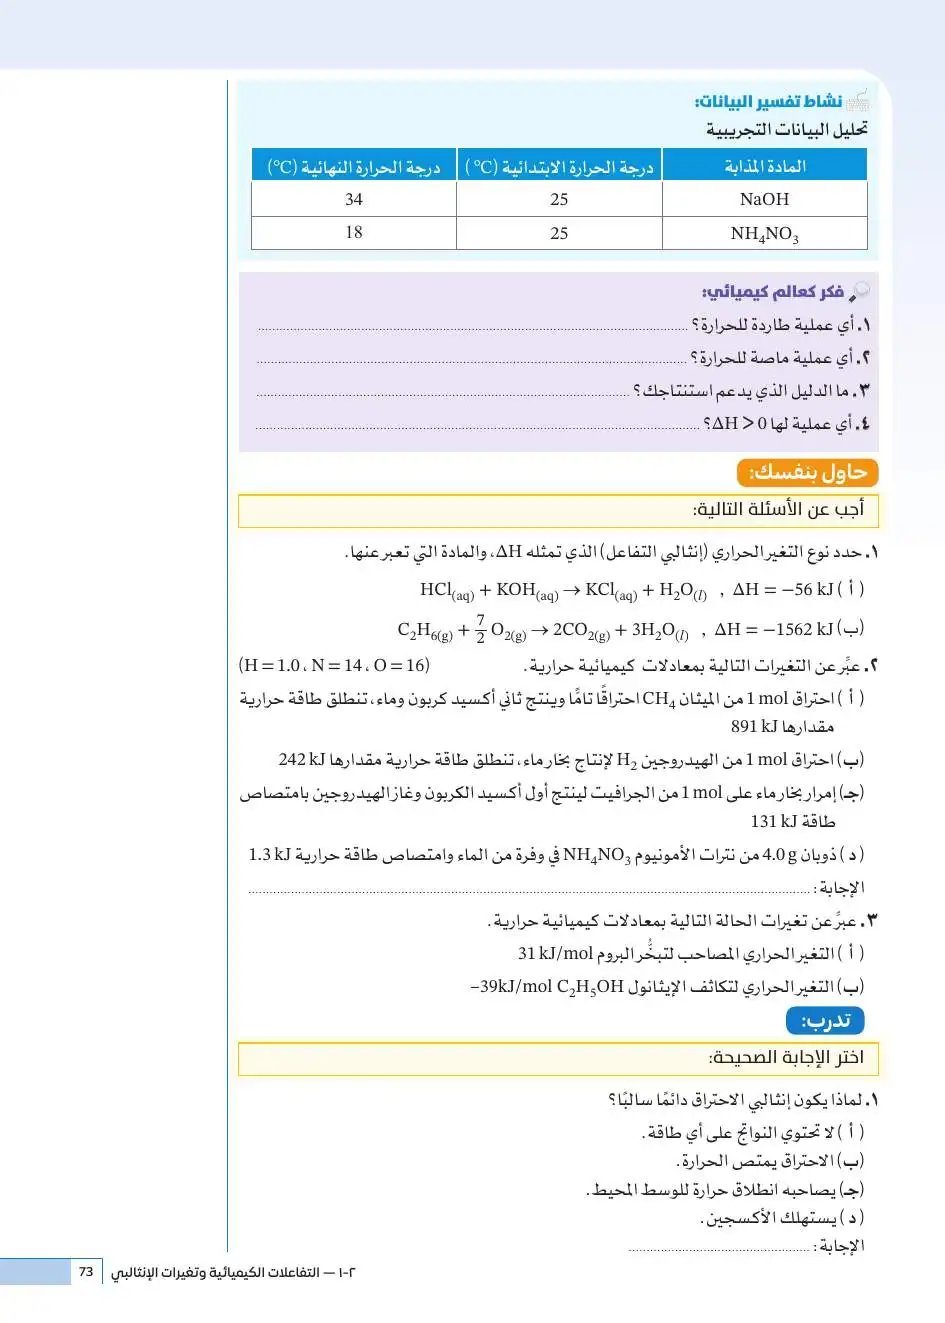 نشاط تفسير البيانات:
تحليل البيانات التجريبية
المادة المذابة	درجة الحرارة الابتدائية (°C)	درجة الحرارة النهائية (°C)
NaOH	25	34
NH₄NO₃	25	18
فكر كعالم كيميائي:
١. أي عملية طاردة للحرارة؟ ........................................
٢. أي عملية ماصة للحرارة؟ ........................................
٣. ما الدليل الذي يدعم استنتاجك؟ ........................................
٤. أي عملية لها ΔH > 0؟ ........................................
حاول بنفسك:
أجب عن الأسئلة التالية:
١. حدد نوع التغير الحراري (إنثالبي التفاعل) الذي تمثله ΔH، والمادة التي تعبر عنها.
( أ ) HCl(aq) + KOH(aq) → KCl(aq) + H₂O(l) , ΔH = −56 kJ
(ب) C₂H₆(g) + 7/2 O₂(g) → 2CO₂(g) + 3H₂O(l) , ΔH = −1562 kJ
٢. عبِّر عن التغيرات التالية بمعادلات كيميائية حرارية. (H = 1.0 ، N = 14 ، O = 16)
( أ ) احتراق 1 mol من الميثان CH₄ احتراقًا تامًا وينتج ثاني أكسيد كربون وماء، تنطلق طاقة حرارية
مقدارها 891 kJ
(ب) احتراق 1 mol من الهيدروجين H₂ لإنتاج بخار ماء، تنطلق طاقة حرارية مقدارها 242 kJ
(جـ) إمرار بخار ماء على 1 mol من الجرافيت لينتج أول أكسيد الكربون وغاز الهيدروجين بامتصاص
طاقة 131 kJ
( د ) ذوبان 4.0 g من نترات الأمونيوم NH₄NO₃ في وفرة من الماء وامتصاص طاقة حرارية 1.3 kJ
الإجابة : ........................................
٣. عبِّر عن تغيرات الحالة التالية بمعادلات كيميائية حرارية.
( أ ) التغير الحراري المصاحب لتبخُّر البروم 31 kJ/mol
(ب) التغير الحراري لتكاثف الإيثانول C₂H₅OH −39kJ/mol
تدرب:
اختر الإجابة الصحيحة:
١. لماذا يكون إنثالبي الاحتراق دائمًا سالبًا؟
( أ ) لا تحتوي النواتج على أي طاقة.
(ب) الاحتراق يمتص الحرارة.
(جـ) يصاحبه انطلاق حرارة للوسط المحيط.
( د ) يستهلك الأكسجين.
الإجابة : ........................................
٢-١ — التفاعلات الكيميائية وتغيرات الإنثالبي 73